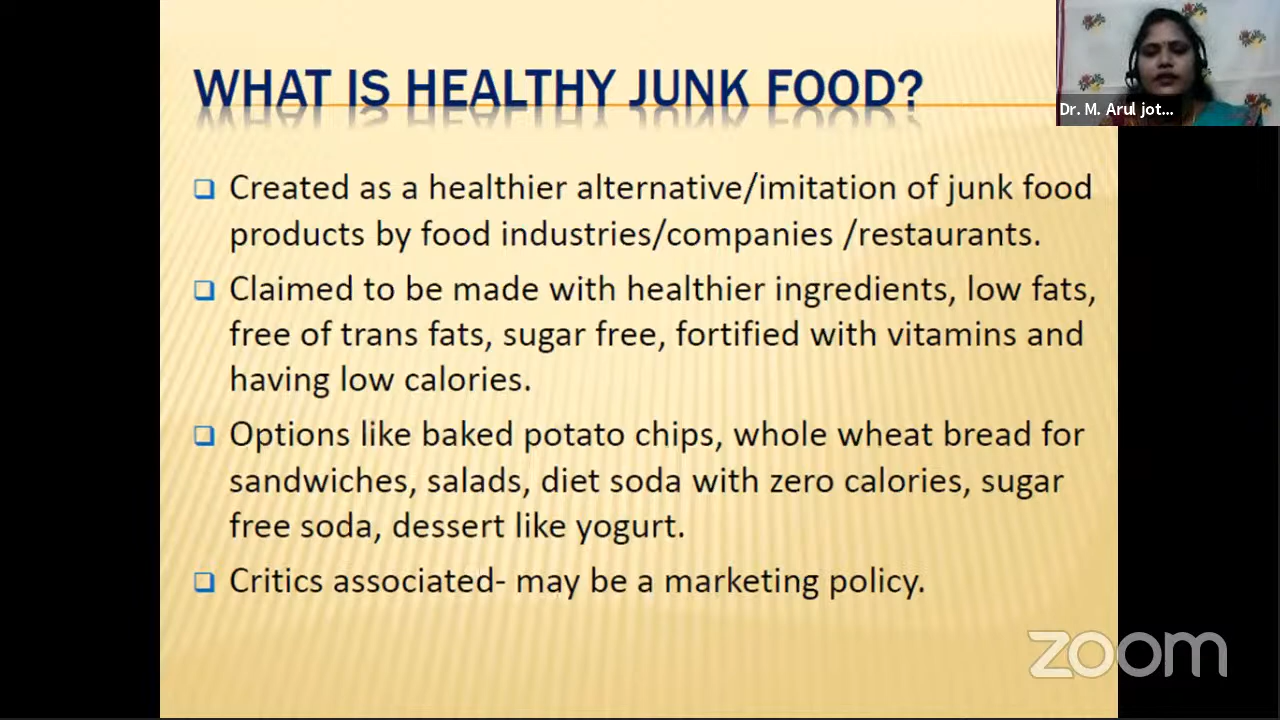 WHAT IS HEALTHY JUNK FOOD?
Dr. M. Arul jot...
Created as a healthier alternative/imitation of junk food
products by food industries/companies /restaurants.
Claimed to be made with healthier ingredients, low fats,
free of trans fats, sugar free, fortified with vitamins and
having low calories.
Options like baked potato chips, whole wheat bread for
sandwiches, salads, diet soda with zero calories, sugar
free soda, dessert like yogurt.
Critics associated- may be a marketing policy.
zoom